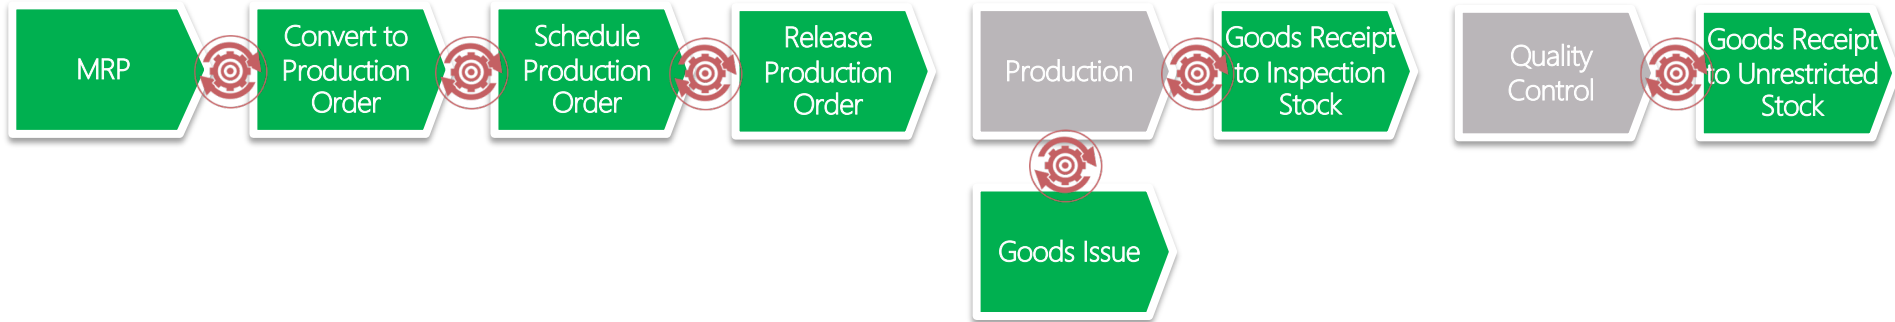 MRP
Convert to
Production
Order
Schedule
Production
Order
Release
Production
Order
Production
Goods Receipt
to Inspection
Stock
Quality
Control
Goods Receipt
to Unrestricted
Stock
Goods Issue